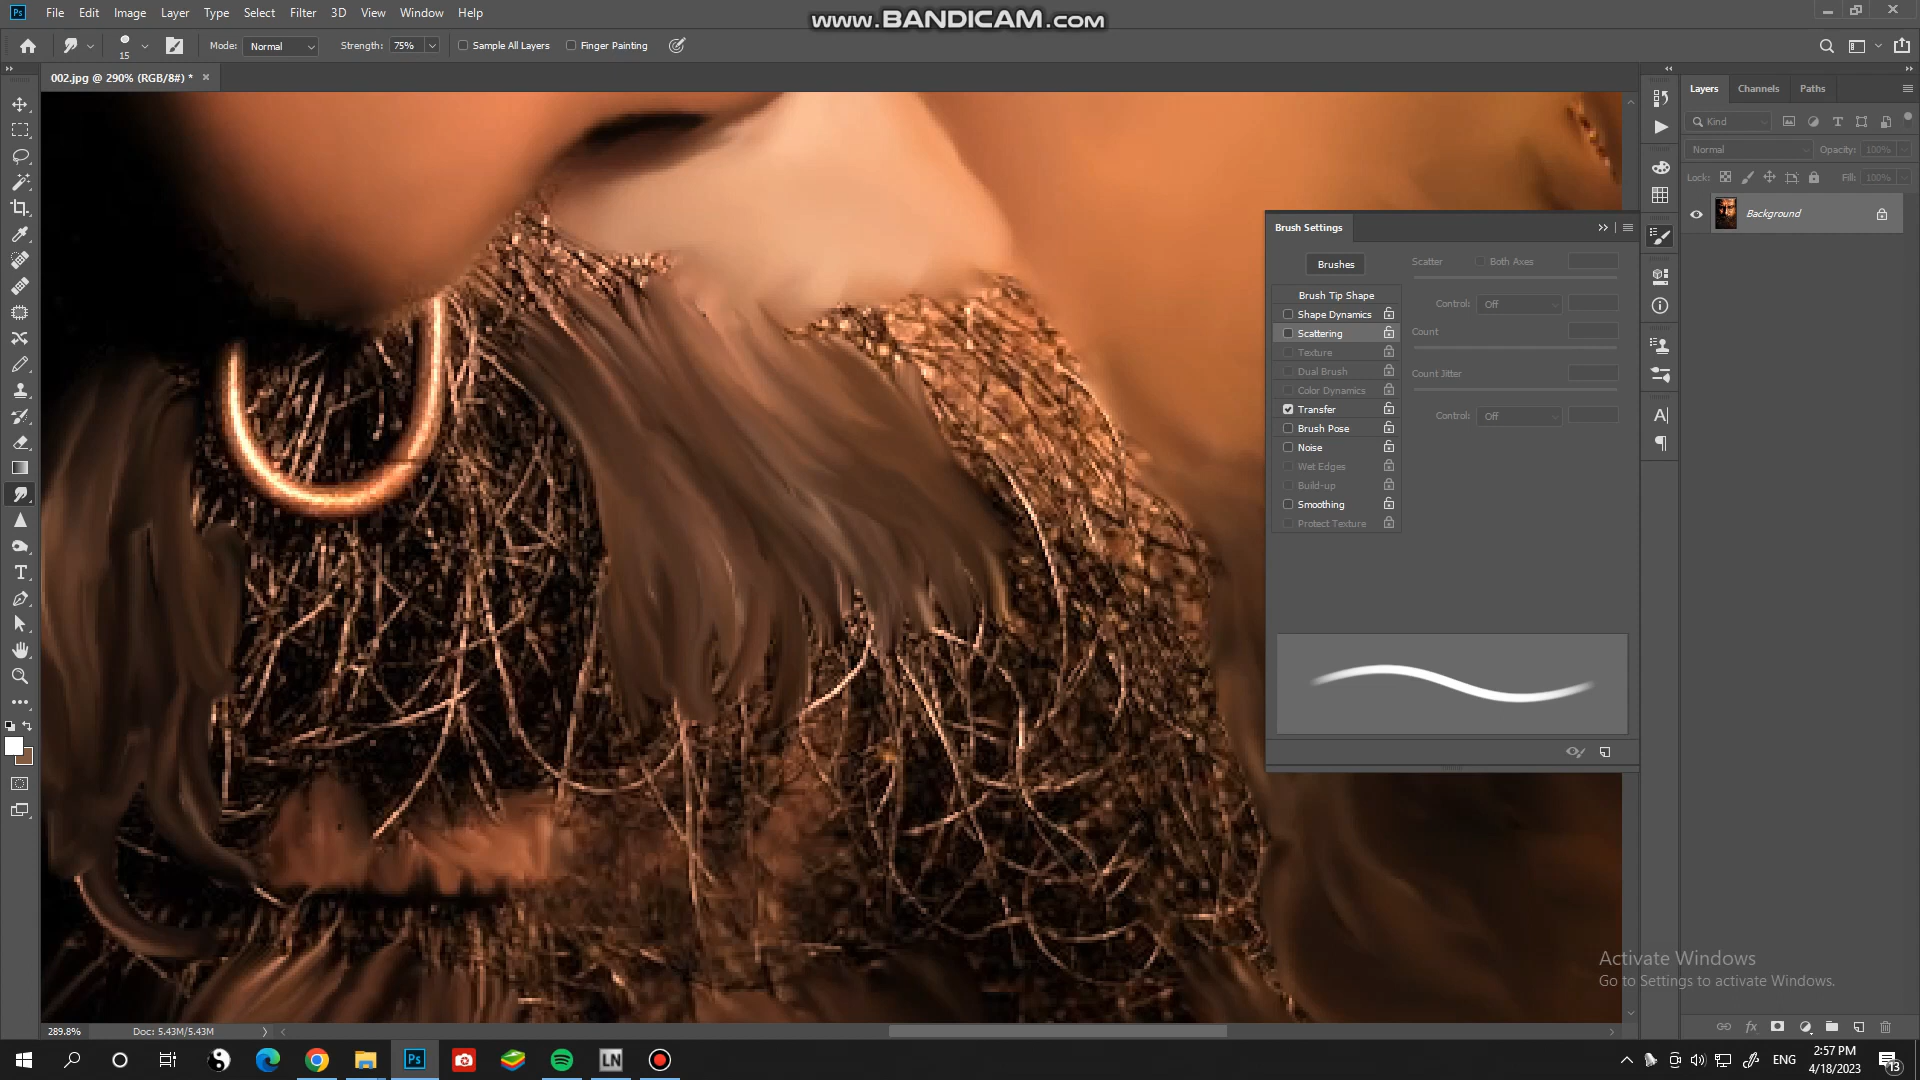 www.BANDICAM.com
Ps File Edit Image Layer Type Select Filter 3D View Window Help
15 Mode: Normal Strength: 75% Sample All Layers Finger Painting
002.jpg @ 290% (RGB/8#) * ×
Layers Channels Paths
Kind
Normal Opacity: 100%
Lock: Fill: 100%
Background
Brush Settings
Brushes
Brush Tip Shape
Shape Dynamics
Scattering
Texture
Dual Brush
Color Dynamics
Transfer
Brush Pose
Noise
Wet Edges
Build-up
Smoothing
Protect Texture
Scatter Both Axes
Control: Off
Count
Count Jitter
Control: Off
Activate Windows
Go to Settings to activate Windows.
289.8% Doc: 5.43M/5.43M
Ps LN ENG 2:57 PM
4/18/2023 13